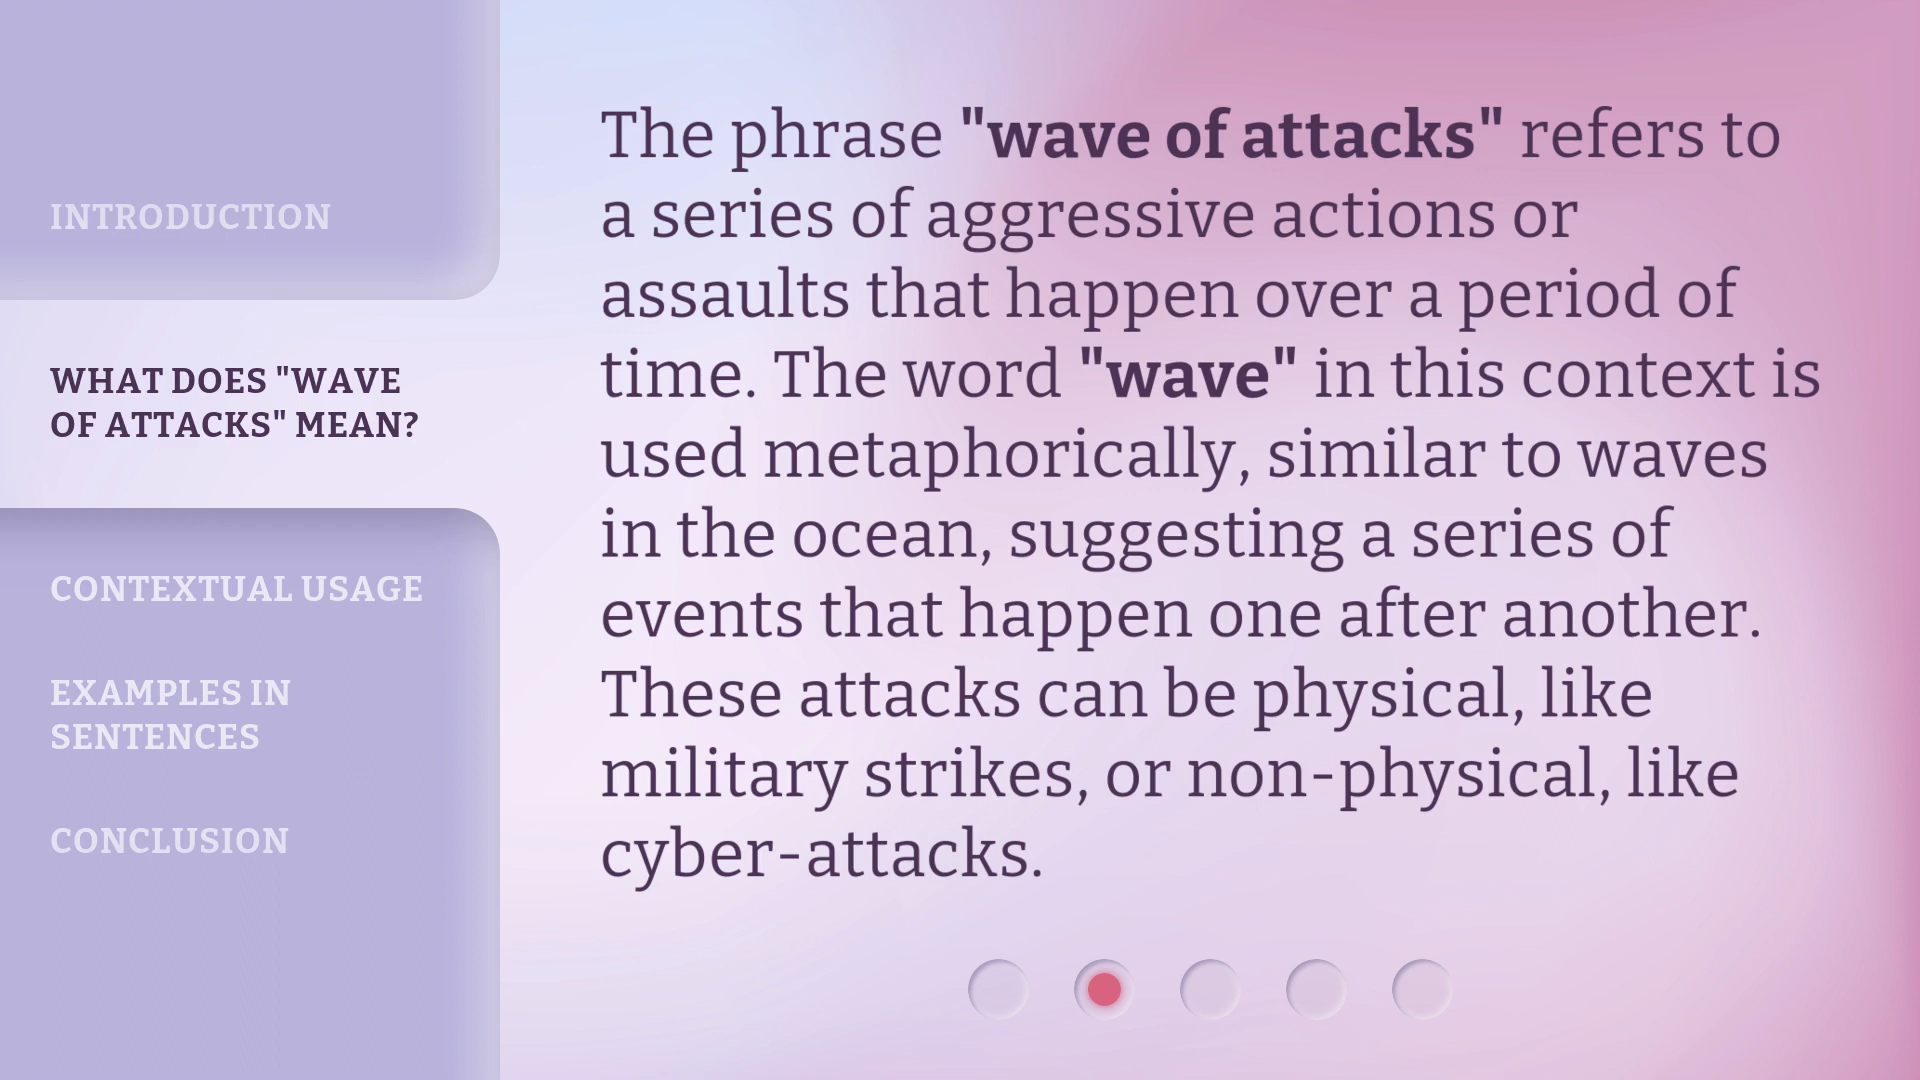 INTRODUCTION
WHAT DOES "WAVE
OF ATTACKS" MEAN?
CONTEXTUAL USAGE
EXAMPLES IN
SENTENCES
CONCLUSION
The phrase "wave of attacks" refers to
a series of aggressive actions or
assaults that happen over a period of
time. The word "wave" in this context is
used metaphorically, similar to waves
in the ocean, suggesting a series of
events that happen one after another.
These attacks can be physical, like
military strikes, or non-physical, like
cyber-attacks.